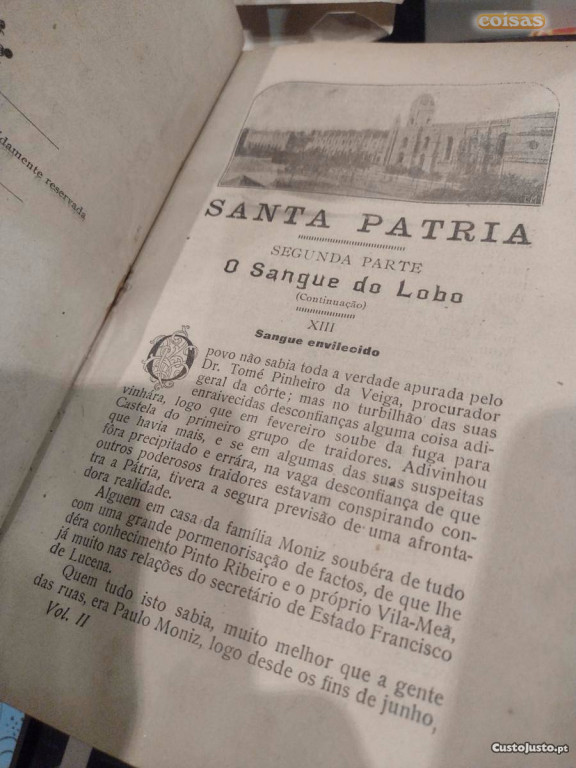 coisas
damente reservada
SANTA PATRIA
SEGUNDA PARTE
O Sangue do Lobo
(Continuação)
XIII
Sangue envilecido
O povo não sabia toda a verdade apurada pelo
Dr. Tomé Pinheiro da Veiga, procurador
geral da côrte; mas no turbilhão das suas
enraivecidas desconfianças alguma coisa adi-
vinhára, logo que em fevereiro soube da fuga para
Castela do primeiro grupo de traidores. Adivinhou
que havia mais, e se em algumas das suas suspeitas
fôra precipitado e errára, na vaga desconfiança de que
outros poderosos traidores estavam conspirando con-
tra a Pátria, tivera a segura previsão de uma afronta-
dora realidade.
Alguem em casa da família Moniz soubéra de tudo
com uma grande pormenorisação de factos, de que lhe
déra conhecimento Pinto Ribeiro e o próprio Vila-Meã,
já muito nas relações do secretário de Estado Francisco
de Lucena.
Quem tudo isto sabia, muito melhor que a gente
das ruas, era Paulo Moniz, logo desde os fins de junho,
Vol. II
CustoJusto.pt